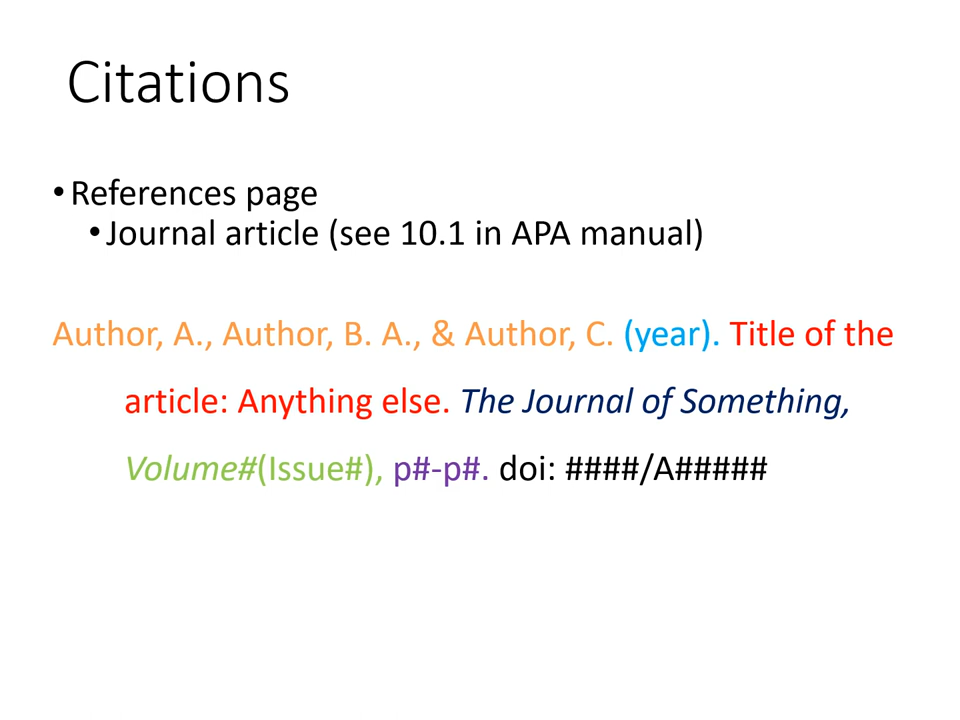 Citations
• References page
• Journal article (see 10.1 in APA manual)
Author, A., Author, B. A., & Author, C. (year). Title of the
article: Anything else. The Journal of Something,
Volume#(Issue#), p#-p#. doi: ####/A#####